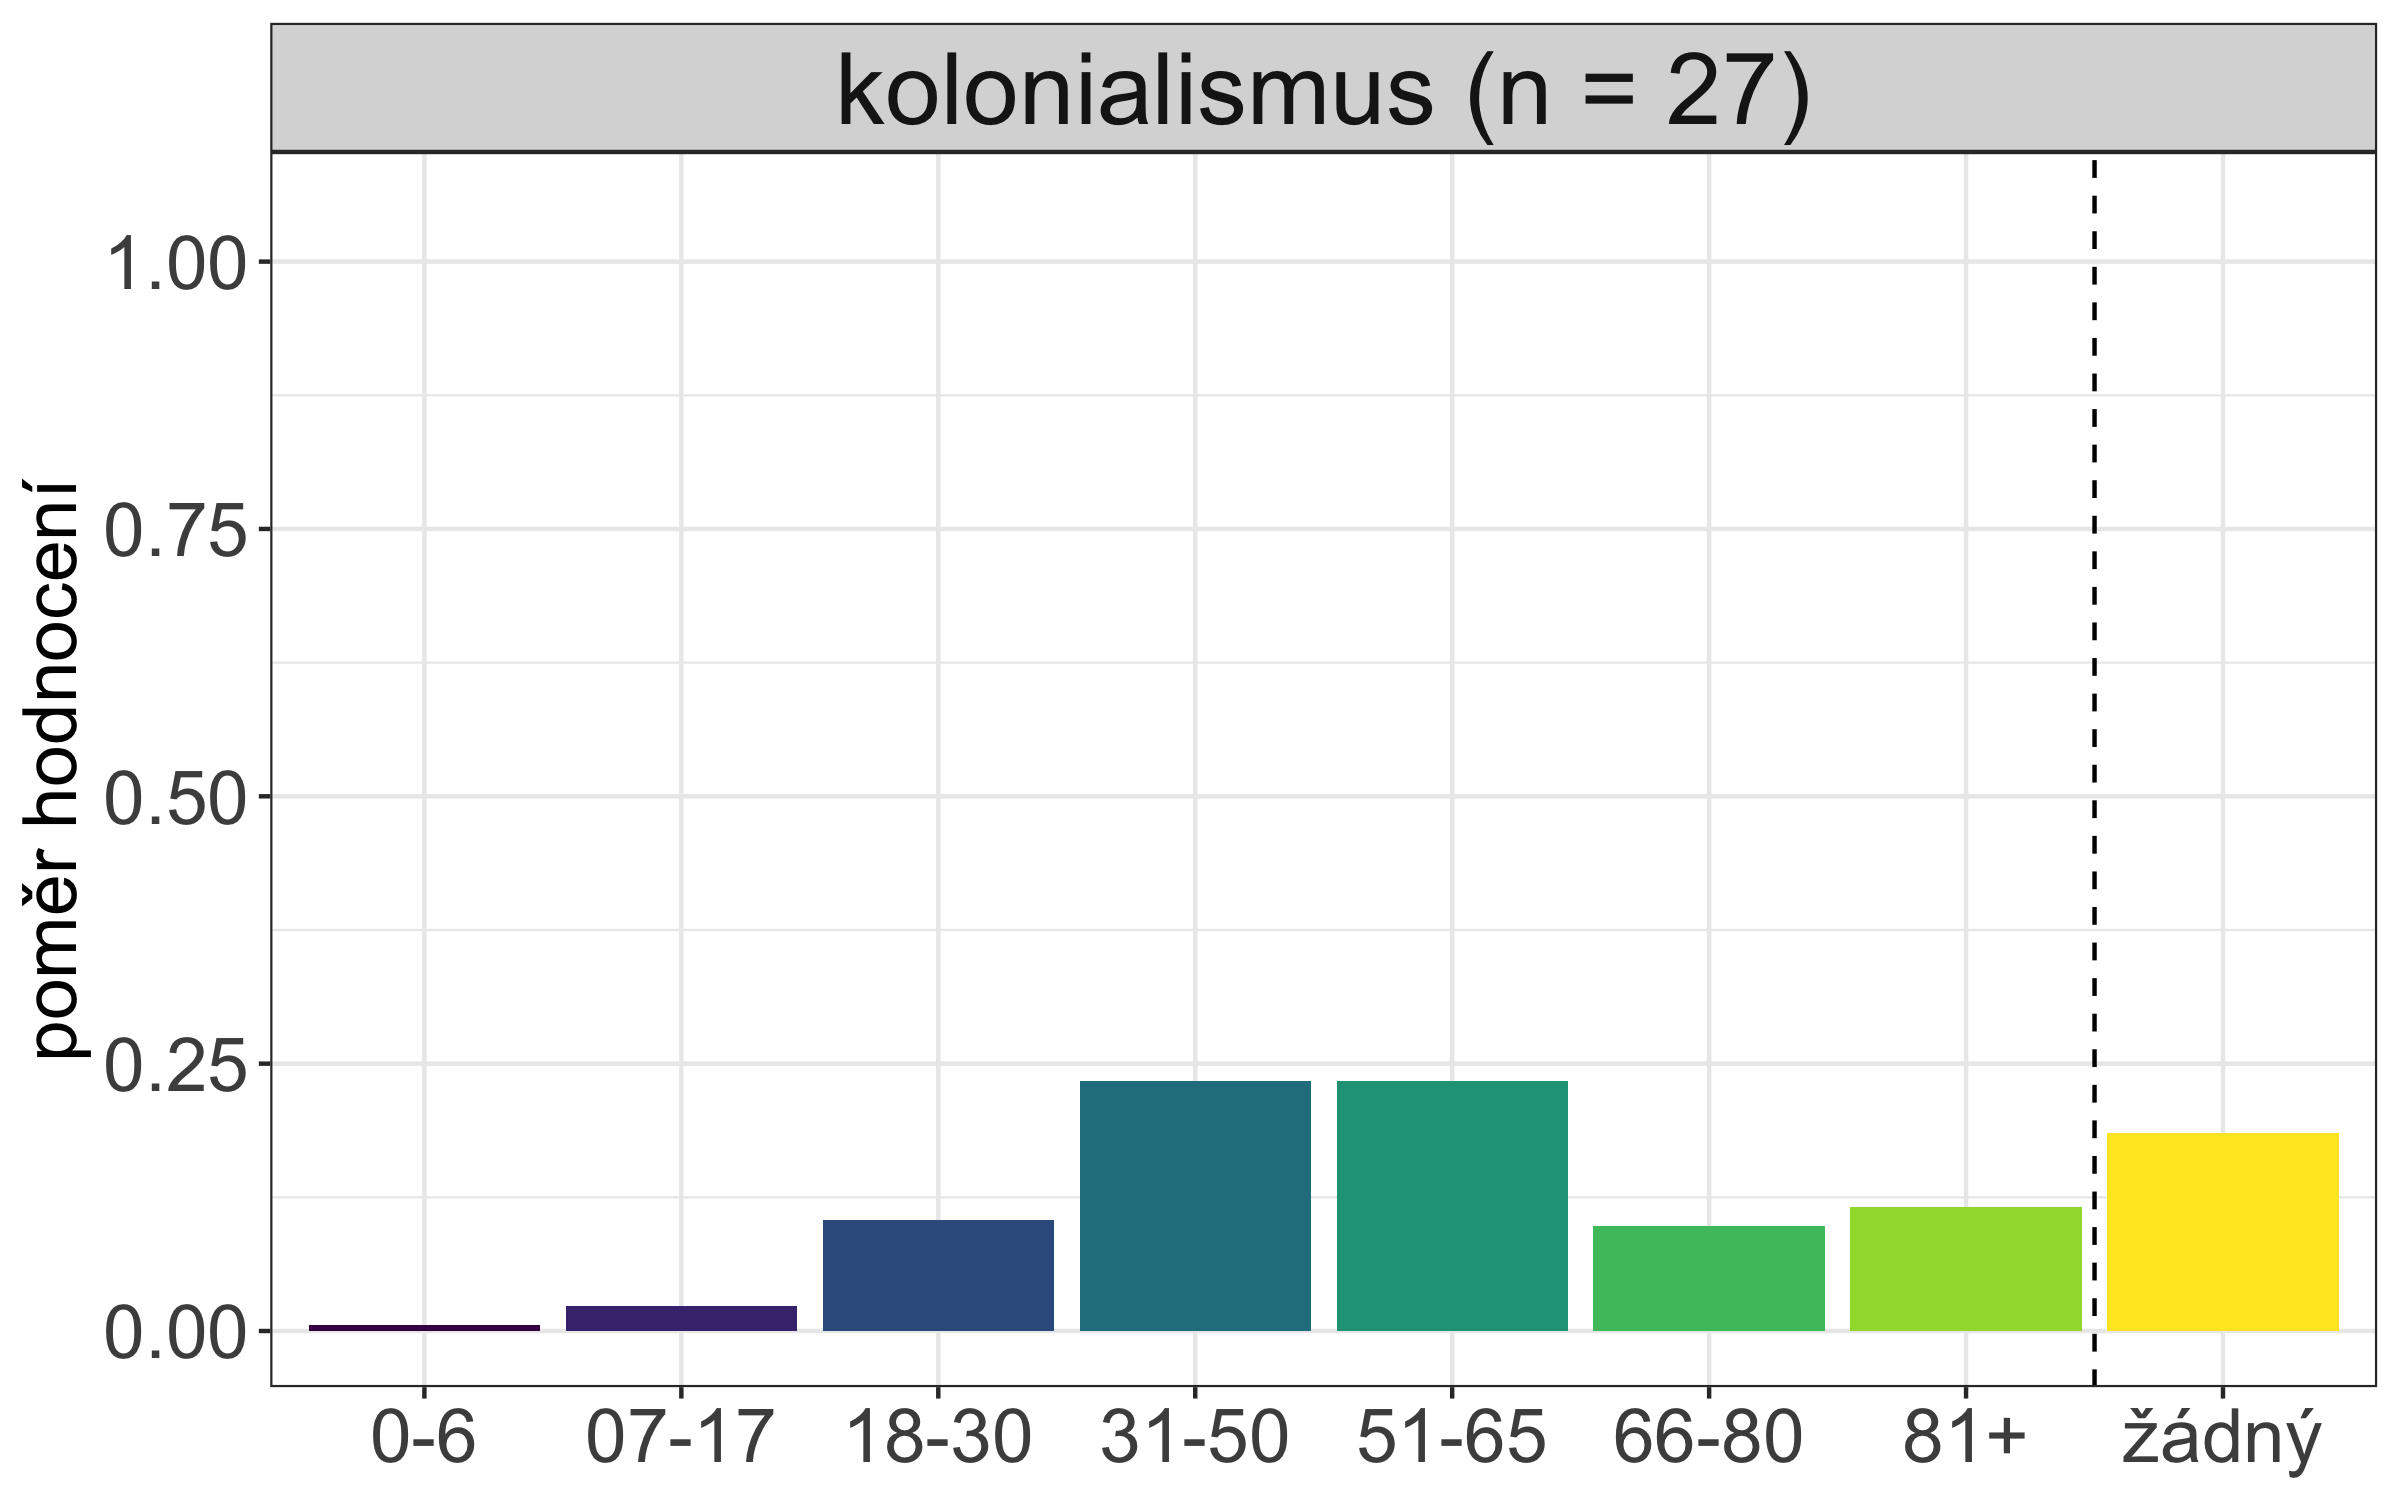 kolonialismus (n = 27)
poměr hodnocení
1.00
0.75
0.50
0.25
0.00
0-6 07-17 18-30 31-50 51-65 66-80 81+ žádný